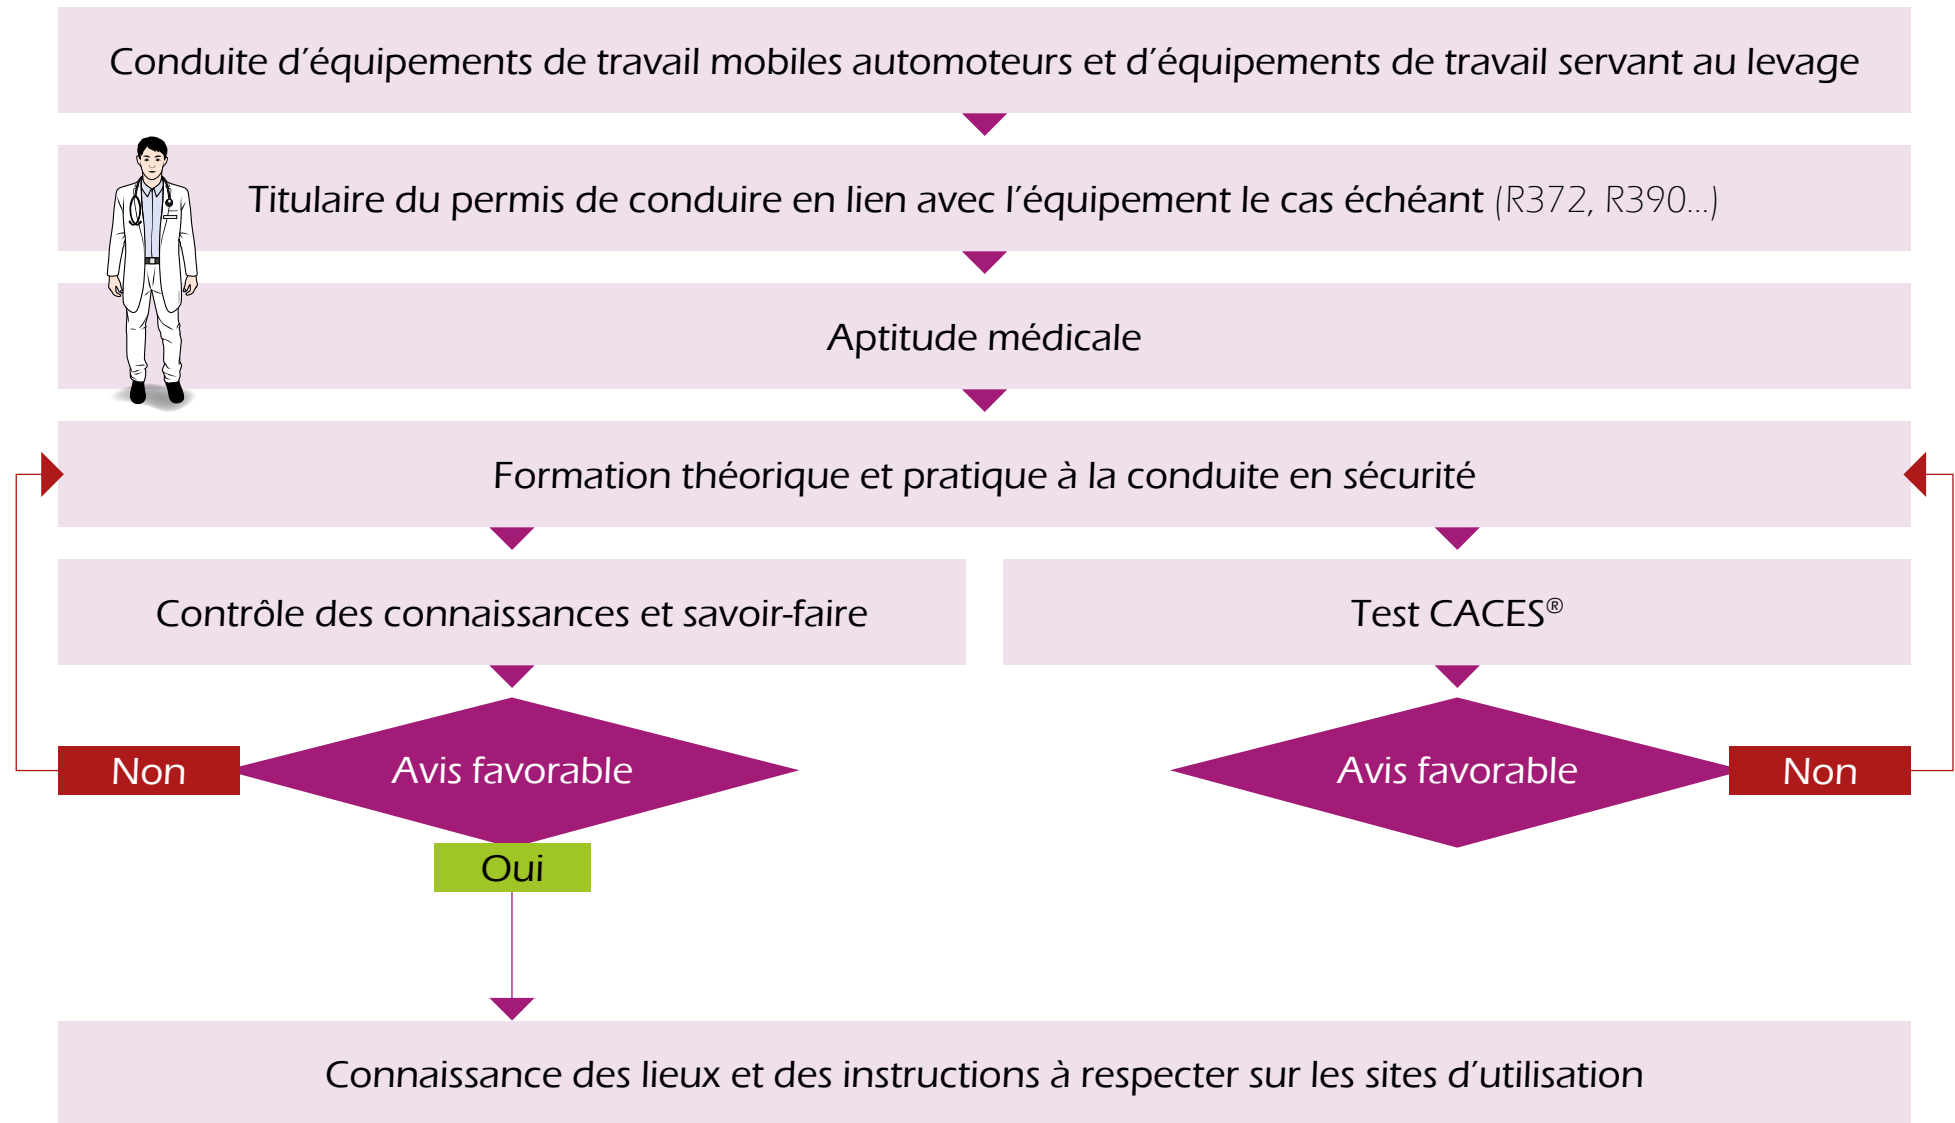 Conduite d’équipements de travail mobiles automoteurs et d’équipements de travail servant au levage
Titulaire du permis de conduire en lien avec l’équipement le cas échéant (R372, R390...)
Aptitude médicale
Formation théorique et pratique à la conduite en sécurité
Contrôle des connaissances et savoir-faire
Test CACES®
Non
Avis favorable
Avis favorable
Non
Oui
Connaissance des lieux et des instructions à respecter sur les sites d’utilisation